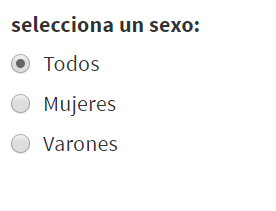 selecciona un sexo:
Todos
Mujeres
Varones